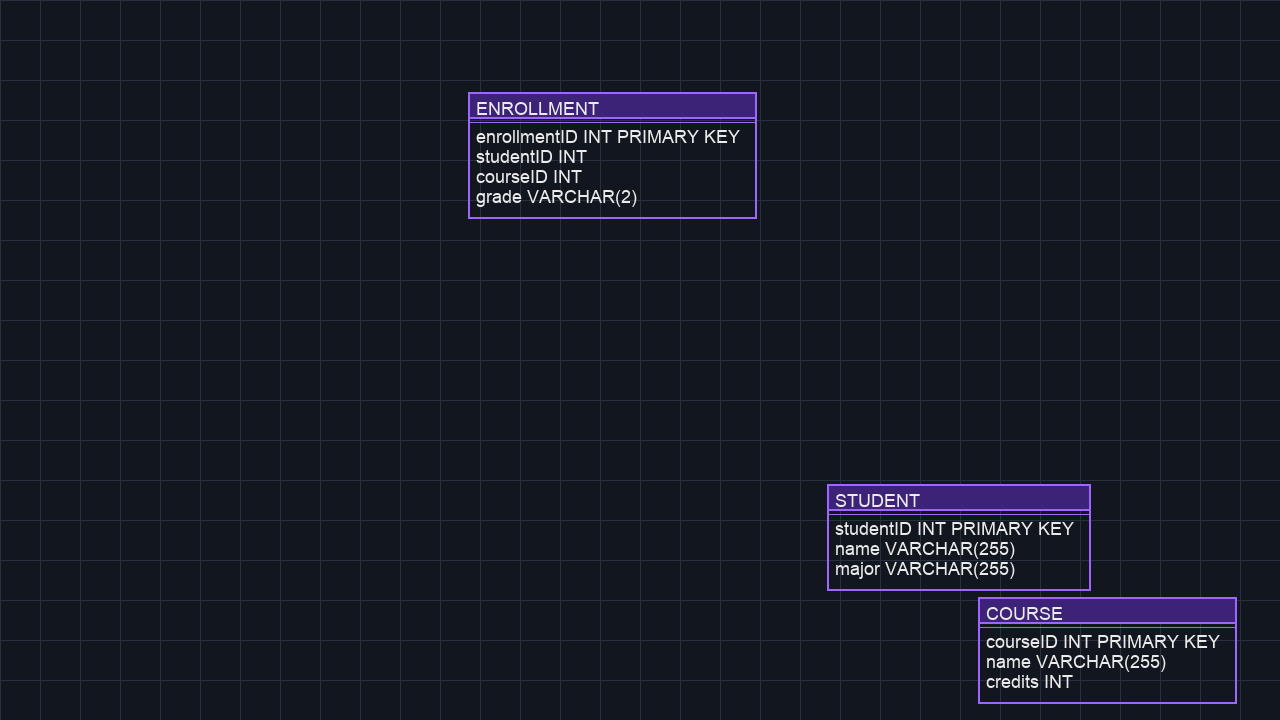 ENROLLMENT
enrollmentID INT PRIMARY KEY
studentID INT
courseID INT
grade VARCHAR(2)
STUDENT
studentID INT PRIMARY KEY
name VARCHAR(255)
major VARCHAR(255)
COURSE
courseID INT PRIMARY KEY
name VARCHAR(255)
credits INT